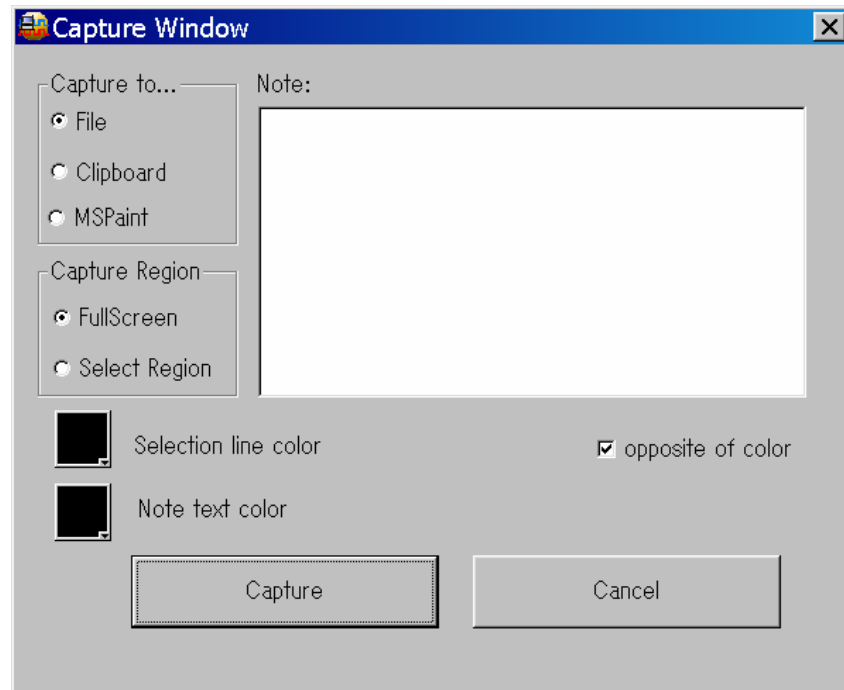 Capture Window
Capture to...
File
Clipboard
MSPaint
Note:
Capture Region
FullScreen
Select Region
Selection line color
opposite of color
Note text color
Capture
Cancel